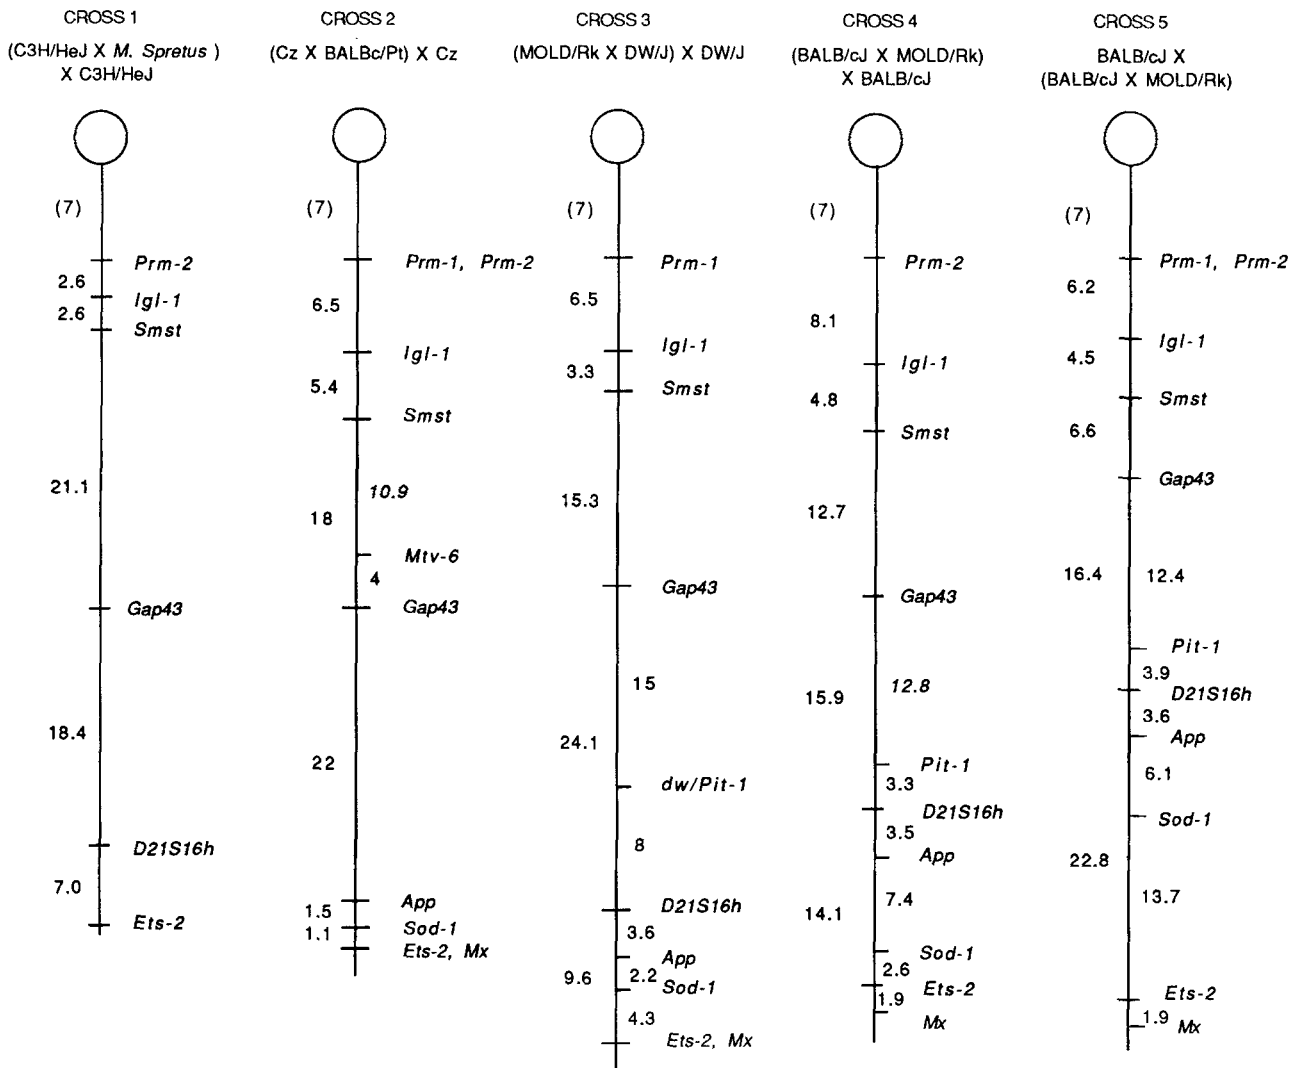 CROSS 1
(C3H/HeJ X M. Spretus )
X C3H/HeJ
(7)
Prm-2
2.6
Igl-1
2.6
Smst
21.1
Gap43
18.4
D21S16h
7.0
Ets-2
CROSS 2
(Cz X BALBc/Pt) X Cz
(7)
Prm-1, Prm-2
6.5
Igl-1
5.4
Smst
10.9
18
Mtv-6
4
Gap43
22
App
1.5
Sod-1
1.1
Ets-2, Mx
CROSS 3
(MOLD/Rk X DW/J) X DW/J
(7)
Prm-1
6.5
Igl-1
3.3
Smst
15.3
Gap43
15
24.1
dw/Pit-1
8
D21S16h
3.6
App
9.6
2.2
Sod-1
4.3
Ets-2, Mx
CROSS 4
(BALB/cJ X MOLD/Rk)
X BALB/cJ
(7)
Prm-2
8.1
Igl-1
4.8
Smst
12.7
Gap43
12.8
15.9
Pit-1
3.3
D21S16h
3.5
App
7.4
14.1
Sod-1
2.6
Ets-2
1.9
Mx
CROSS 5
BALB/cJ X
(BALB/cJ X MOLD/Rk)
(7)
Prm-1, Prm-2
6.2
Igl-1
4.5
Smst
6.6
Gap43
16.4
12.4
Pit-1
3.9
D21S16h
3.6
App
6.1
Sod-1
22.8
13.7
Ets-2
1.9
Mx